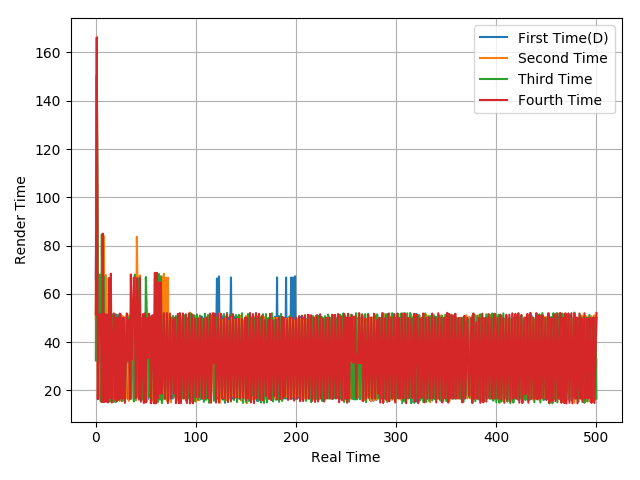 First Time(D)
Second Time
Third Time
Fourth Time
Render Time
160
140
120
100
80
60
40
20
0
100
200
300
400
500
Real Time